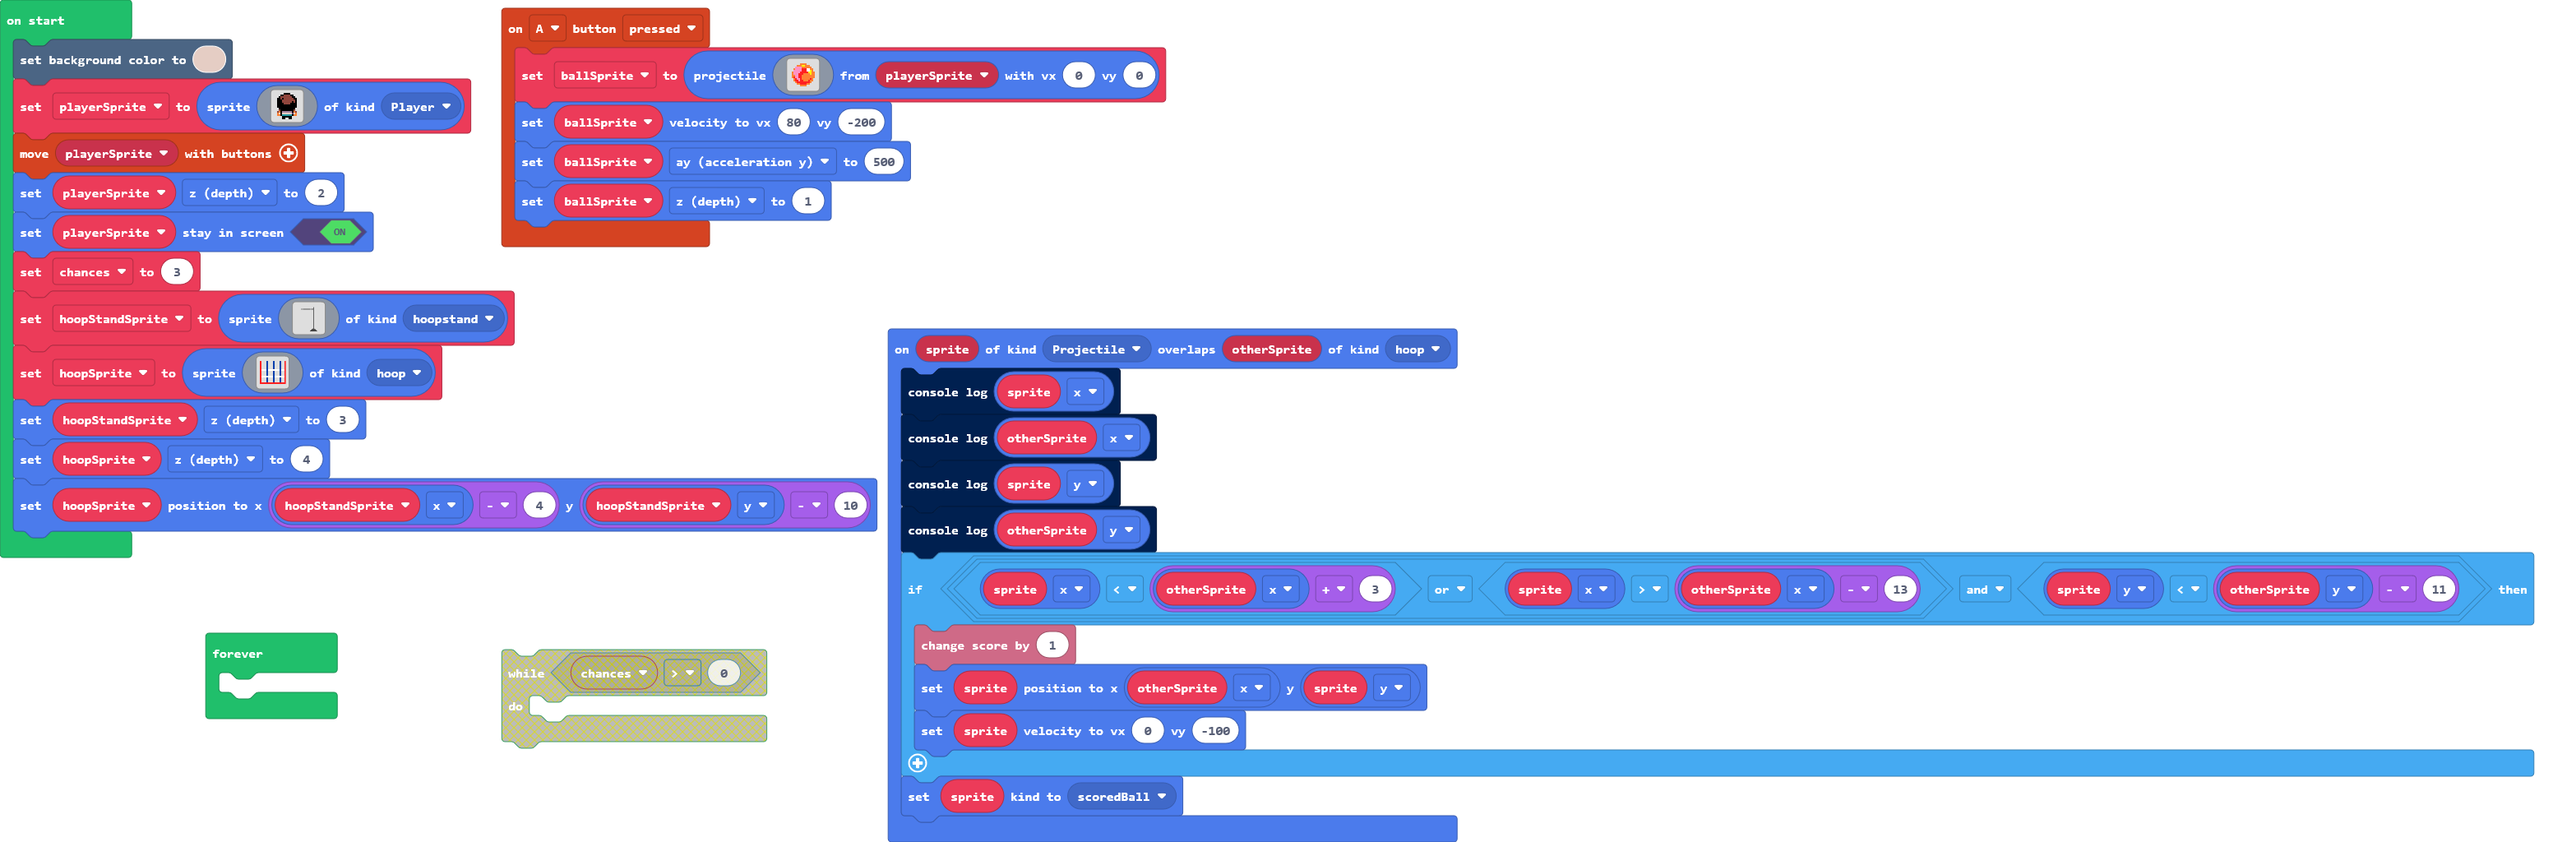 on start
set background color to
set playerSprite to sprite of kind Player
move playerSprite with buttons
set playerSprite z (depth) to 2
set playerSprite stay in screen ON
set chances to 3
set hoopStandSprite to sprite of kind hoopstand
set hoopSprite to sprite of kind hoop
set hoopStandSprite z (depth) to 3
set hoopSprite z (depth) to 4
set hoopSprite position to x hoopStandSprite x - 4 y hoopStandSprite y - 10
on A button pressed
set ballSprite to projectile from playerSprite with vx 0 vy 0
set ballSprite velocity to vx 80 vy -200
set ballSprite ay (acceleration y) to 500
set ballSprite z (depth) to 1
on sprite of kind Projectile overlaps otherSprite of kind hoop
console log sprite x
console log otherSprite x
console log sprite y
console log otherSprite y
if sprite x < otherSprite x + 3 or sprite x > otherSprite x - 13 and sprite y < otherSprite y - 11 then
change score by 1
set sprite position to x otherSprite x y sprite y
set sprite velocity to vx 0 vy -100
set sprite kind to scoredBall
forever
while chances > 0
do